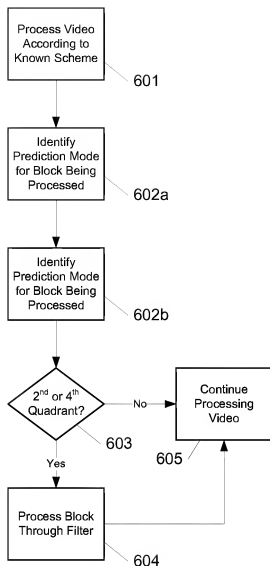 Process Video
According to
Known Scheme
601
Identify
Prediction Mode
for Block Being
Processed
602a
Identify
Prediction Mode
for Block Being
Processed
602b
2nd or 4th
Quadrant?
603
No
Continue
Processing
Video
605
Yes
Process Block
Through Filter
604